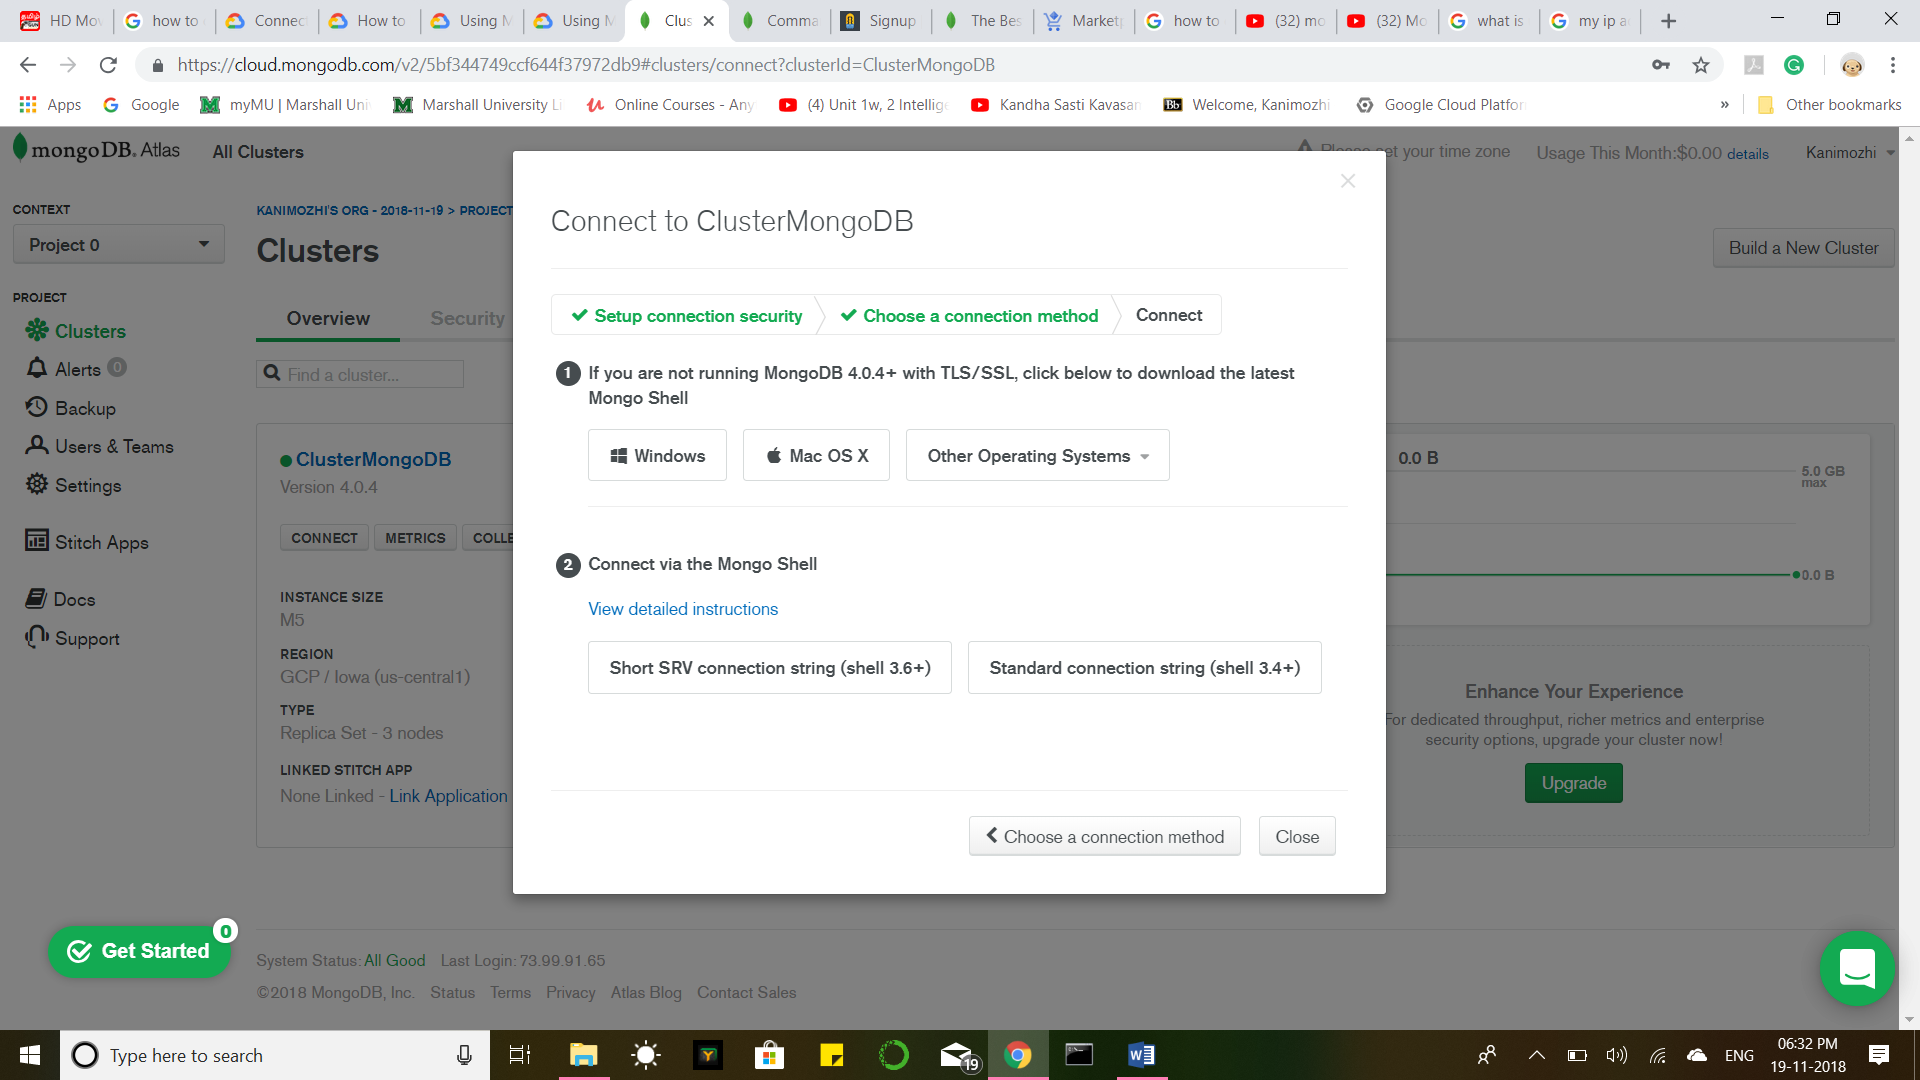 HD Mov
how to
Connec
How to
Using M
Using M
Clus
Comma
Signup
The Bes
Market
how to
(32) mo
(32) Mo
what is
my ip a
https://cloud.mongodb.com/v2/5bf344749ccf644f37972db9#clusters/connect?clusterId=ClusterMongoDB
Apps
Google
myMU | Marshall Uni
Marshall University Li
Online Courses - Any
(4) Unit 1w, 2 Intellige
Kandha Sasti Kavasam
Welcome, Kanimozhi
Google Cloud Platfor
»
Other bookmarks
mongoDB. Atlas
All Clusters
Please set your time zone
Usage This Month:$0.00 details
Kanimozhi
CONTEXT
Project 0
PROJECT
Clusters
Alerts 0
Backup
Users & Teams
Settings
Stitch Apps
Docs
Support
Get Started
0
KANIMOZHI'S ORG - 2018-11-19 > PROJECT
Clusters
Build a New Cluster
Overview
Security
Find a cluster...
ClusterMongoDB
Version 4.0.4
CONNECT
METRICS
COLLE
INSTANCE SIZE
M5
REGION
GCP / Iowa (us-central1)
TYPE
Replica Set - 3 nodes
LINKED STITCH APP
None Linked - Link Application
Connect to ClusterMongoDB
Setup connection security
Choose a connection method
Connect
1 If you are not running MongoDB 4.0.4+ with TLS/SSL, click below to download the latest
Mongo Shell
Windows
Mac OS X
Other Operating Systems
2 Connect via the Mongo Shell
View detailed instructions
Short SRV connection string (shell 3.6+)
Standard connection string (shell 3.4+)
Choose a connection method
Close
0.0 B
5.0 GB
max
0.0 B
Enhance Your Experience
For dedicated throughput, richer metrics and enterprise
security options, upgrade your cluster now!
Upgrade
System Status: All Good Last Login: 73.99.91.65
©2018 MongoDB, Inc. Status Terms Privacy Atlas Blog Contact Sales
Type here to search
19
ENG
06:32 PM
19-11-2018